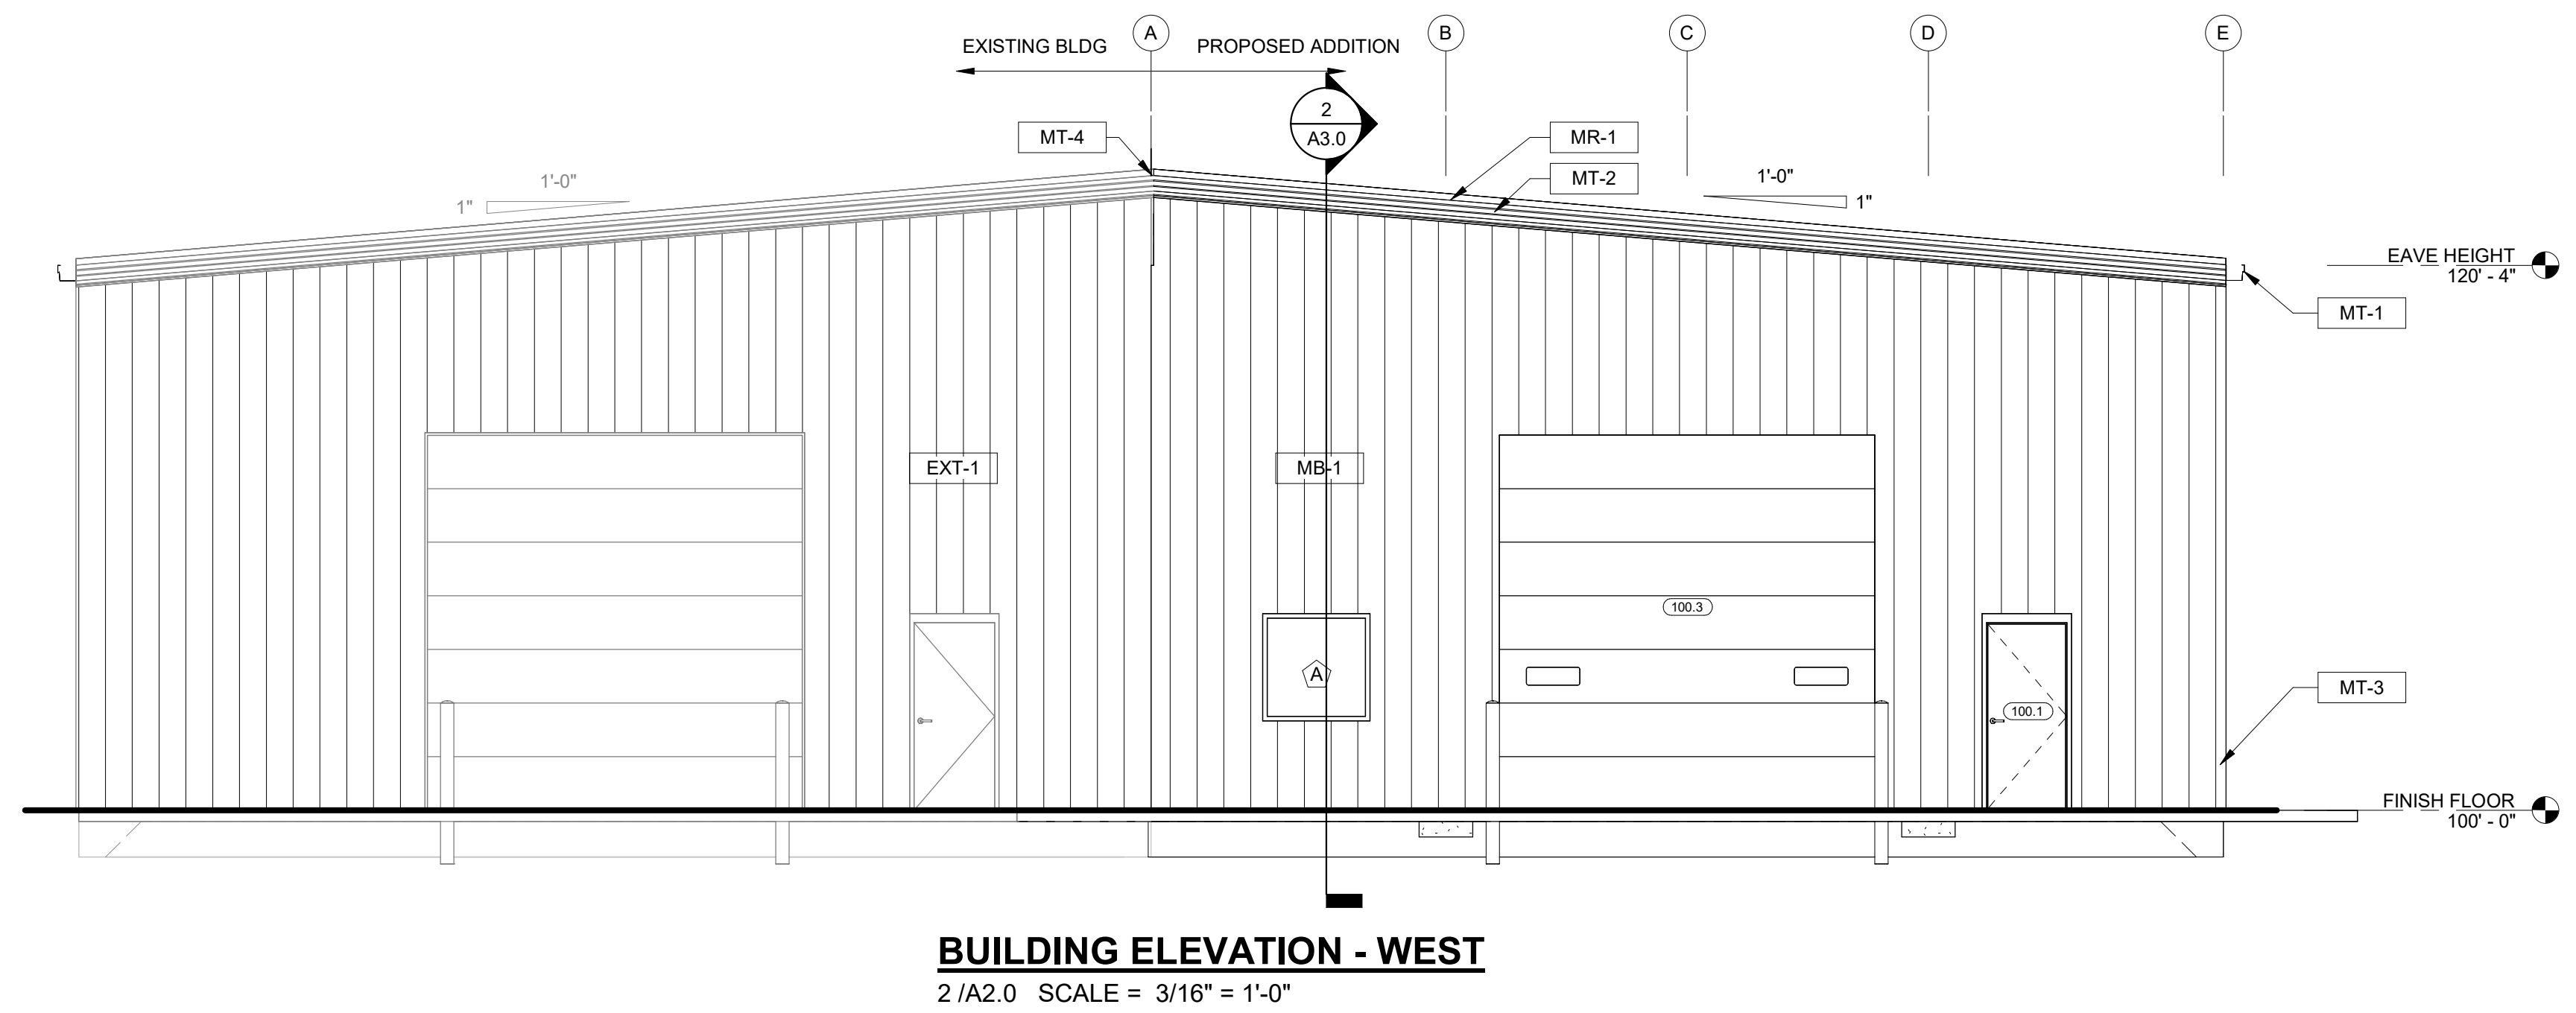 A
B
C
D
E
EXISTING BLDG
PROPOSED ADDITION
2
A3.0
MT-4
MR-1
MT-2
1'-0"
1"
1'-0"
1"
EAVE HEIGHT
120' - 4"
MT-1
EXT-1
MB-1
100.3
A
100.1
MT-3
FINISH FLOOR
100' - 0"
BUILDING ELEVATION - WEST
2 /A2.0 SCALE = 3/16" = 1'-0"